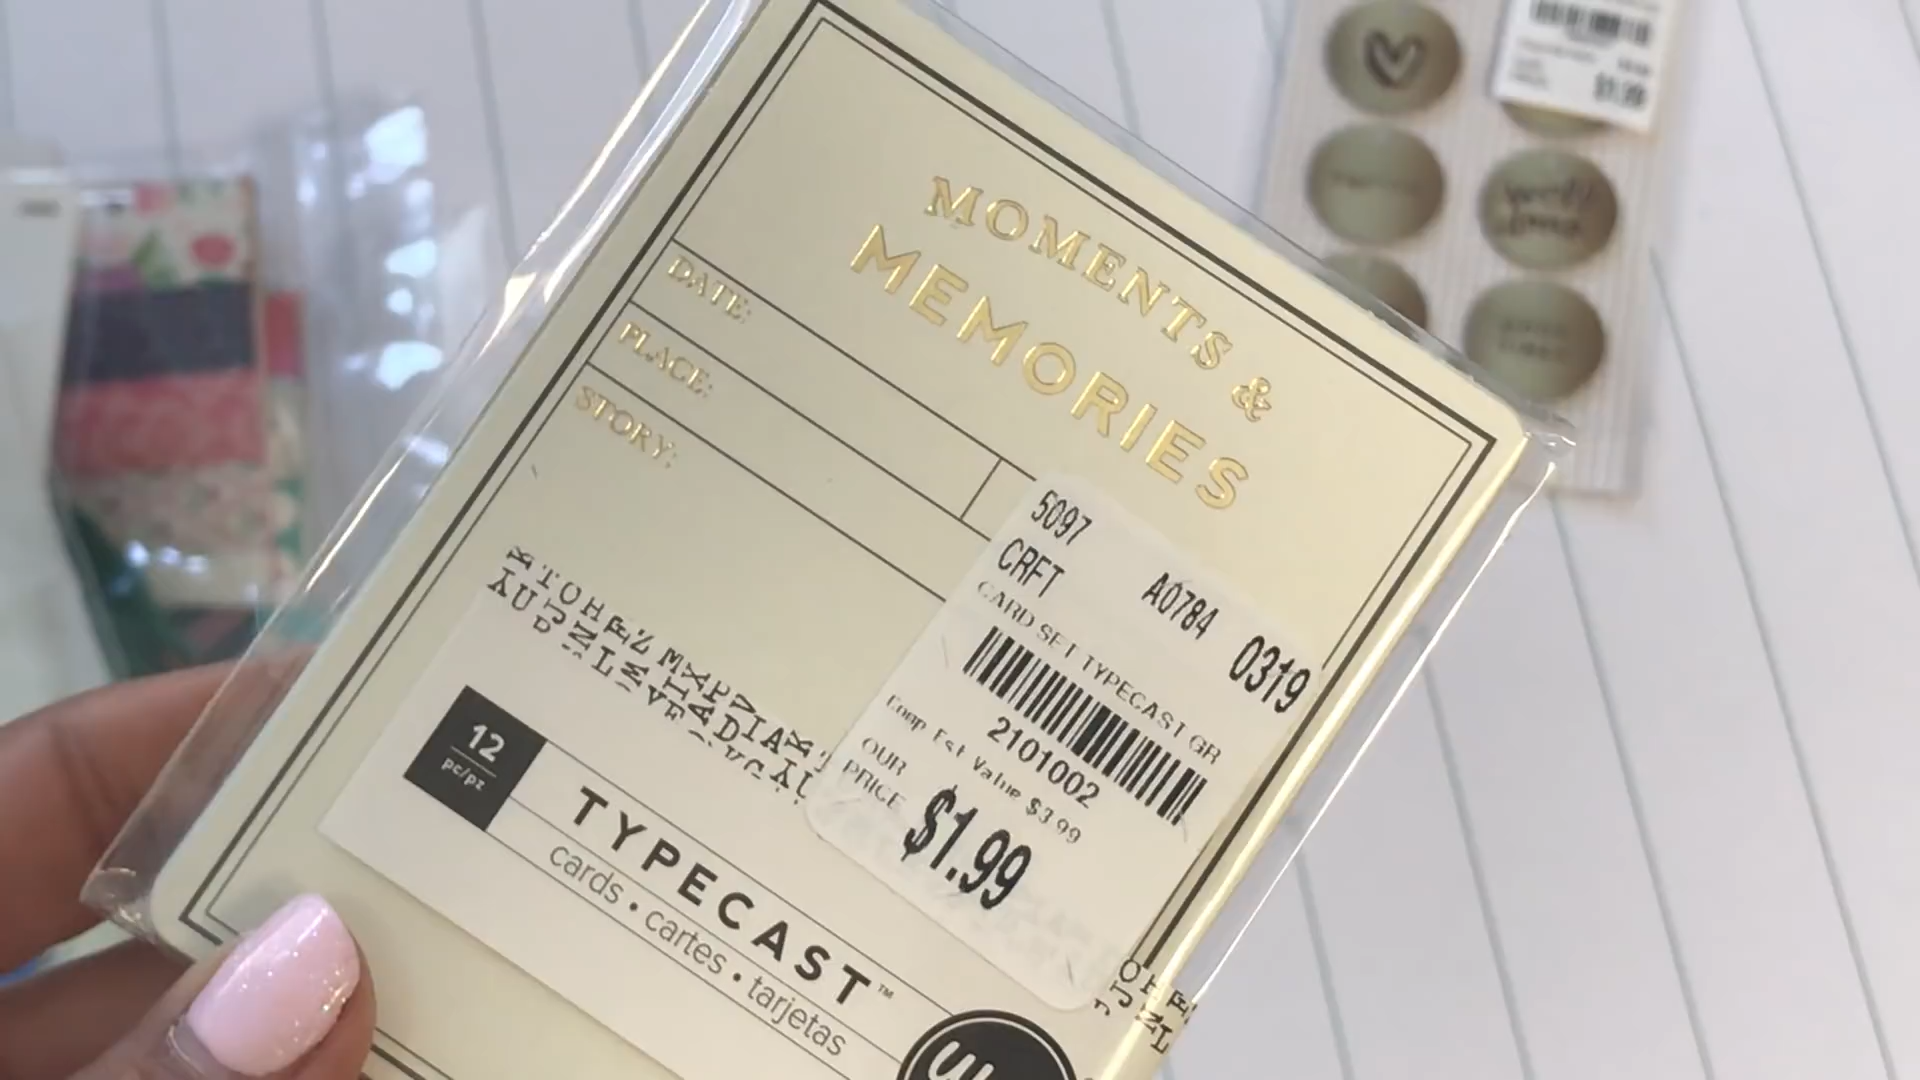 MOMENTS &
MEMORIES
DATE:
PLACE:
STORY:
5097
CRFT A0784 0319
CARD SET TYPECAST GR
2101002
Comp Est Value $3.99
OUR
PRICE $1.99
12
pc/pz
TYPECAST™
cards • cartes • tarjetas